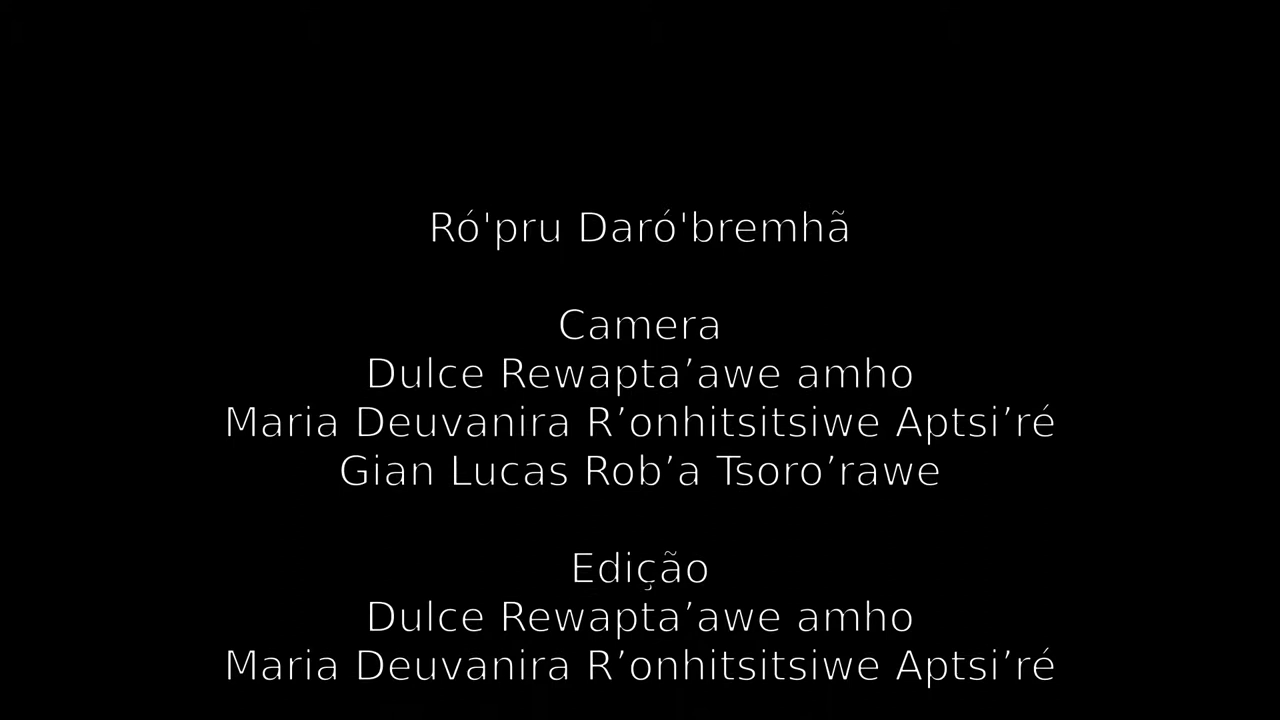 Ró'pru Daró'bremhã
Camera
Dulce Rewapta’awe amho
Maria Deuvanira R’onhitsitsiwe Aptsi’ré
Gian Lucas Rob’a Tsoro’rawe
Edição
Dulce Rewapta’awe amho
Maria Deuvanira R’onhitsitsiwe Aptsi’ré